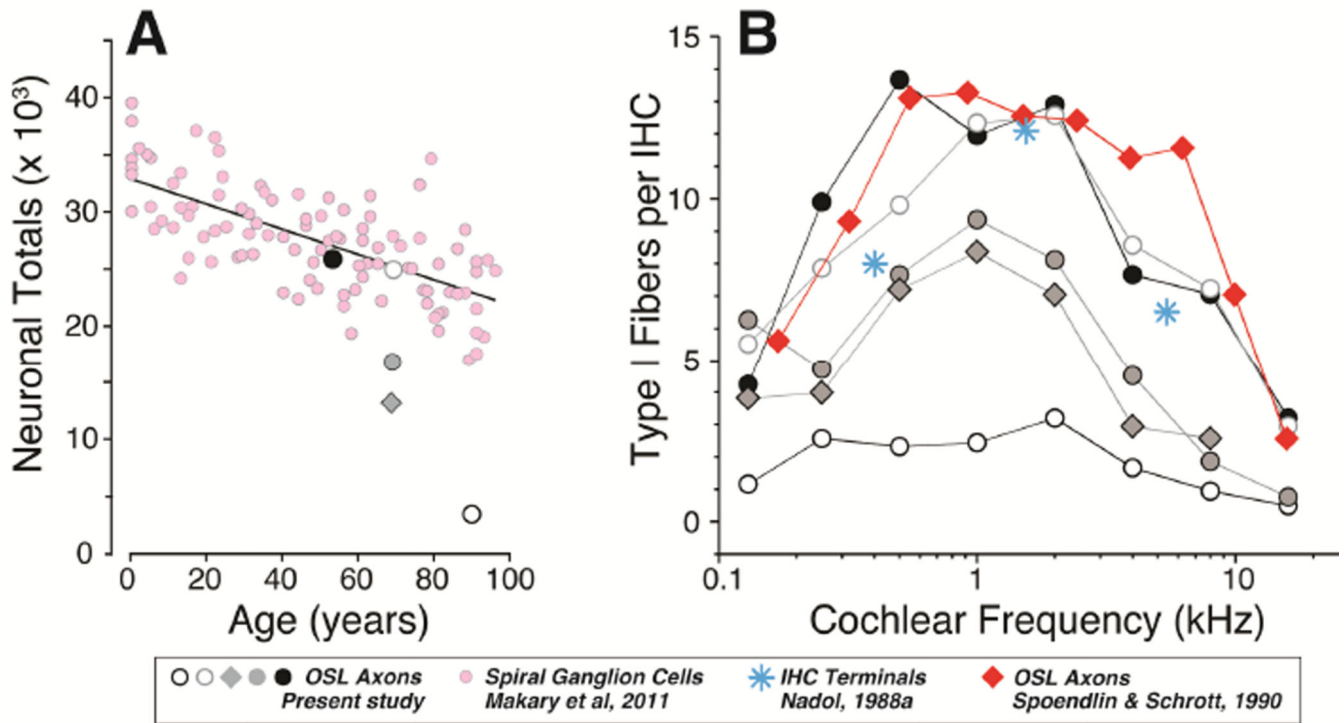 A
Neuronal Totals (x 10³)
40
30
20
10
0
0 20 40 60 80 100
Age (years)
B
Type I Fibers per IHC
15
10
5
0
0.1 1 10
Cochlear Frequency (kHz)
OSL Axons
Present study
Spiral Ganglion Cells
Makary et al, 2011
IHC Terminals
Nadol, 1988a
OSL Axons
Spoendlin & Schrott, 1990